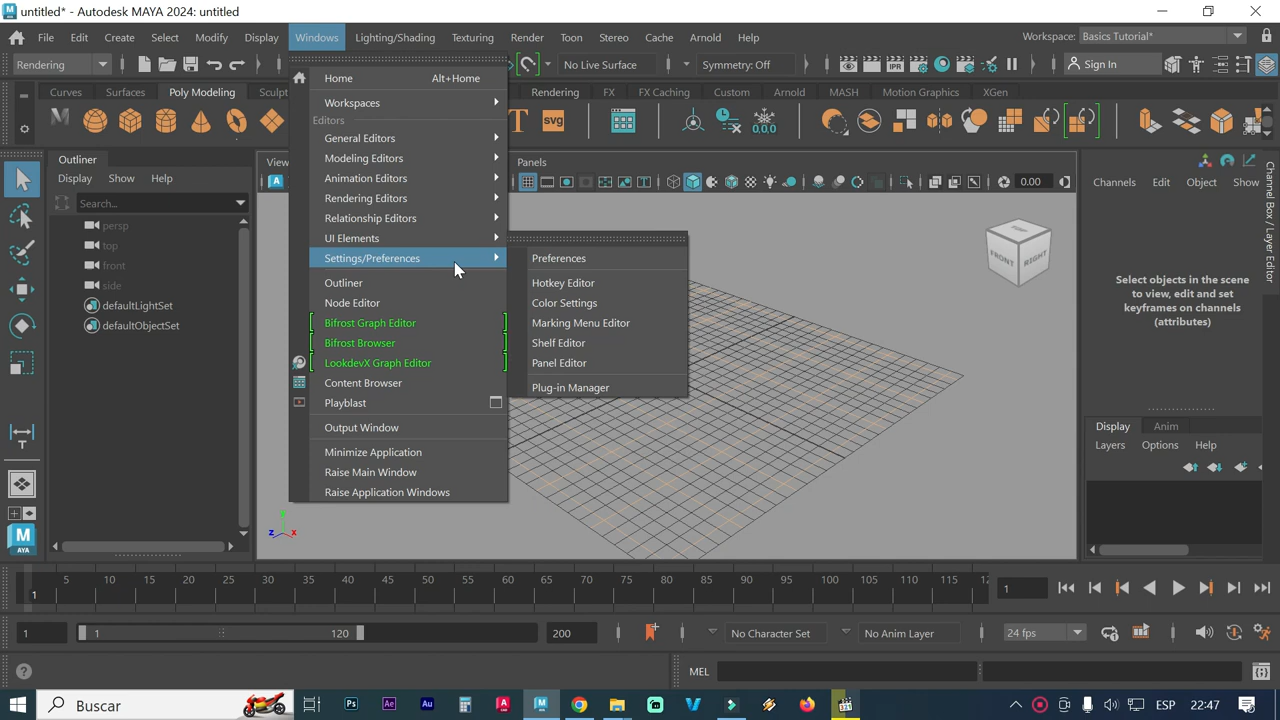 untitled* - Autodesk MAYA 2024: untitled
File Edit Create Select Modify Display Windows Lighting/Shading Texturing Render Toon Stereo Cache Arnold Help Workspace: Basics Tutorial*
Rendering No Live Surface Symmetry: Off IPR Sign In
Curves Surfaces Poly Modeling Sculpt Rendering FX FX Caching Custom Arnold MASH Motion Graphics XGen
T svg 0,0,0
Home Alt+Home
Workspaces
Editors
General Editors
Modeling Editors
Animation Editors
Rendering Editors
Relationship Editors
UI Elements
Settings/Preferences
Outliner
Node Editor
Bifrost Graph Editor
Bifrost Browser
LookdevX Graph Editor
Content Browser
Playblast
Output Window
Minimize Application
Raise Main Window
Raise Application Windows
Preferences
Hotkey Editor
Color Settings
Marking Menu Editor
Shelf Editor
Panel Editor
Plug-in Manager
Outliner
Display Show Help
Search...
persp
top
front
side
defaultLightSet
defaultObjectSet
View Panels
0.00
FRONT RIGHT
y
z x
Channels Edit Object Show
Select objects in the scene to view, edit and set keyframes on channels (attributes)
Channel Box / Layer Editor
Display Anim
Layers Options Help
M
AYA
5 10 15 20 25 30 35 40 45 50 55 60 65 70 75 80 85 90 95 100 105 110 115 12
1 1
1 1 120 200 No Character Set No Anim Layer 24 fps
MEL
Buscar Ps Ae Au A M ESP 22:47